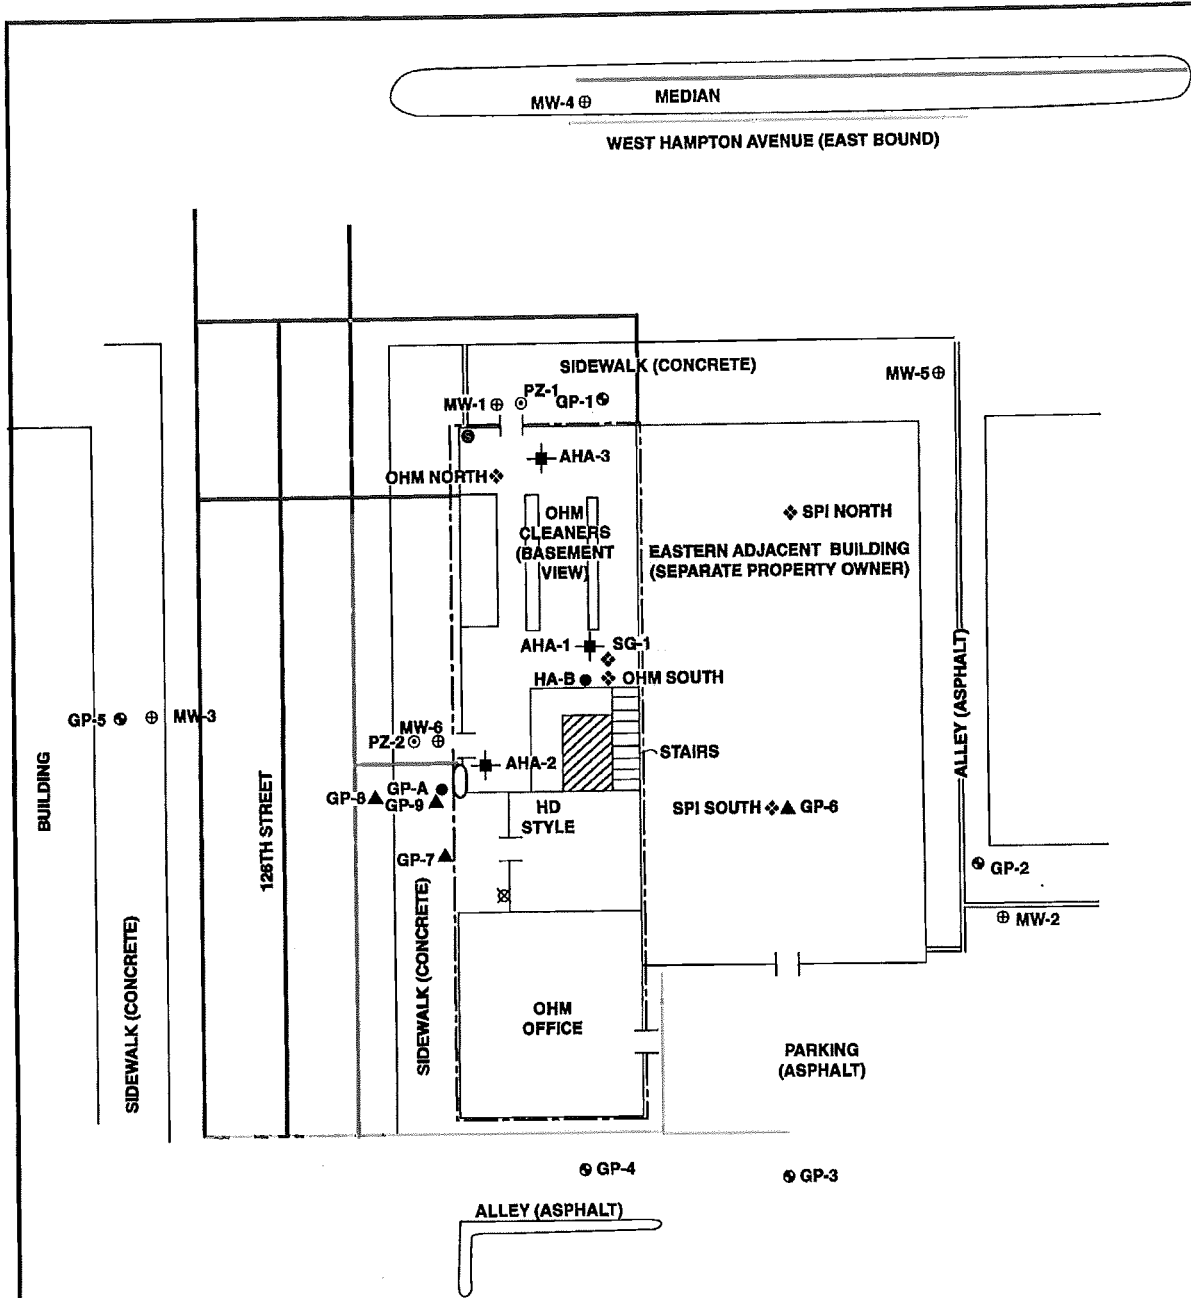 MW-4
MEDIAN
WEST HAMPTON AVENUE (EAST BOUND)
SIDEWALK (CONCRETE)
MW-5
PZ-1
MW-1
GP-1
S
AHA-3
OHM NORTH
OHM
CLEANERS
(BASEMENT
VIEW)
SPI NORTH
EASTERN ADJACENT BUILDING
(SEPARATE PROPERTY OWNER)
AHA-1
SG-1
HA-B
OHM SOUTH
GP-5
MW-3
MW-6
PZ-2
STAIRS
AHA-2
GP-A
GP-8
GP-9
HD
STYLE
SPI SOUTH
GP-6
GP-7
GP-2
MW-2
BUILDING
126TH STREET
ALLEY (ASPHALT)
SIDEWALK (CONCRETE)
SIDEWALK (CONCRETE)
OHM
OFFICE
PARKING
(ASPHALT)
GP-4
GP-3
ALLEY (ASPHALT)